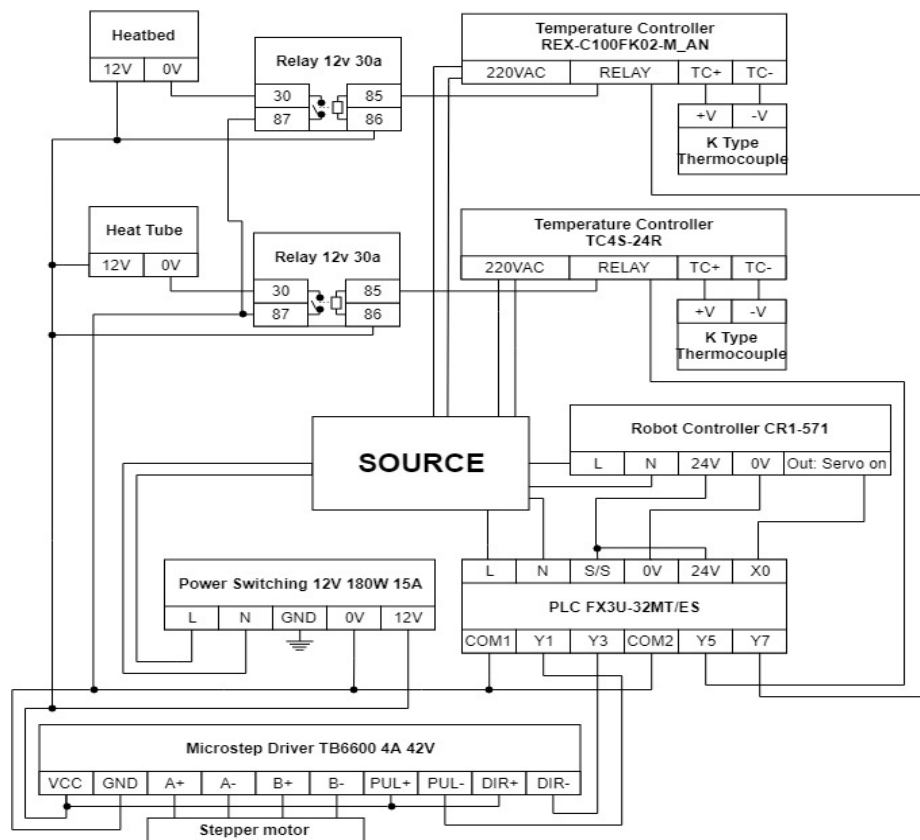 Heatbed
12V 0V
Relay 12v 30a
30 85
87 86
Temperature Controller
REX-C100FK02-M_AN
220VAC RELAY TC+ TC-
+V -V
K Type
Thermocouple
Heat Tube
12V 0V
Relay 12v 30a
30 85
87 86
Temperature Controller
TC4S-24R
220VAC RELAY TC+ TC-
+V -V
K Type
Thermocouple
SOURCE
Robot Controller CR1-571
L N 24V 0V Out: Servo on
Power Switching 12V 180W 15A
L N GND 0V 12V
L N S/S 0V 24V X0
PLC FX3U-32MT/ES
COM1 Y1 Y3 COM2 Y5 Y7
Microstep Driver TB6600 4A 42V
VCC GND A+ A- B+ B- PUL+ PUL- DIR+ DIR-
Stepper motor